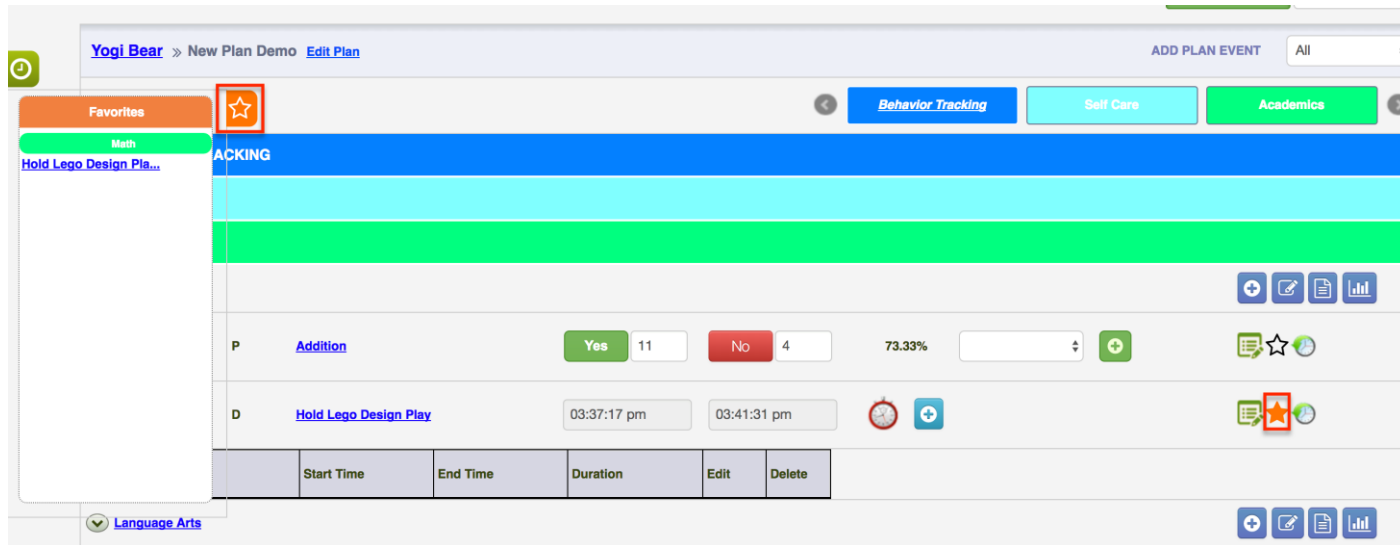 Yogi Bear » New Plan Demo Edit Plan ADD PLAN EVENT All
Favorites
Behavior Tracking Self Care Academics
Math
Hold Lego Design Pla...
ACKING
P Addition Yes 11 No 4 73.33%
D Hold Lego Design Play 03:37:17 pm 03:41:31 pm
Start Time End Time Duration Edit Delete
Language Arts